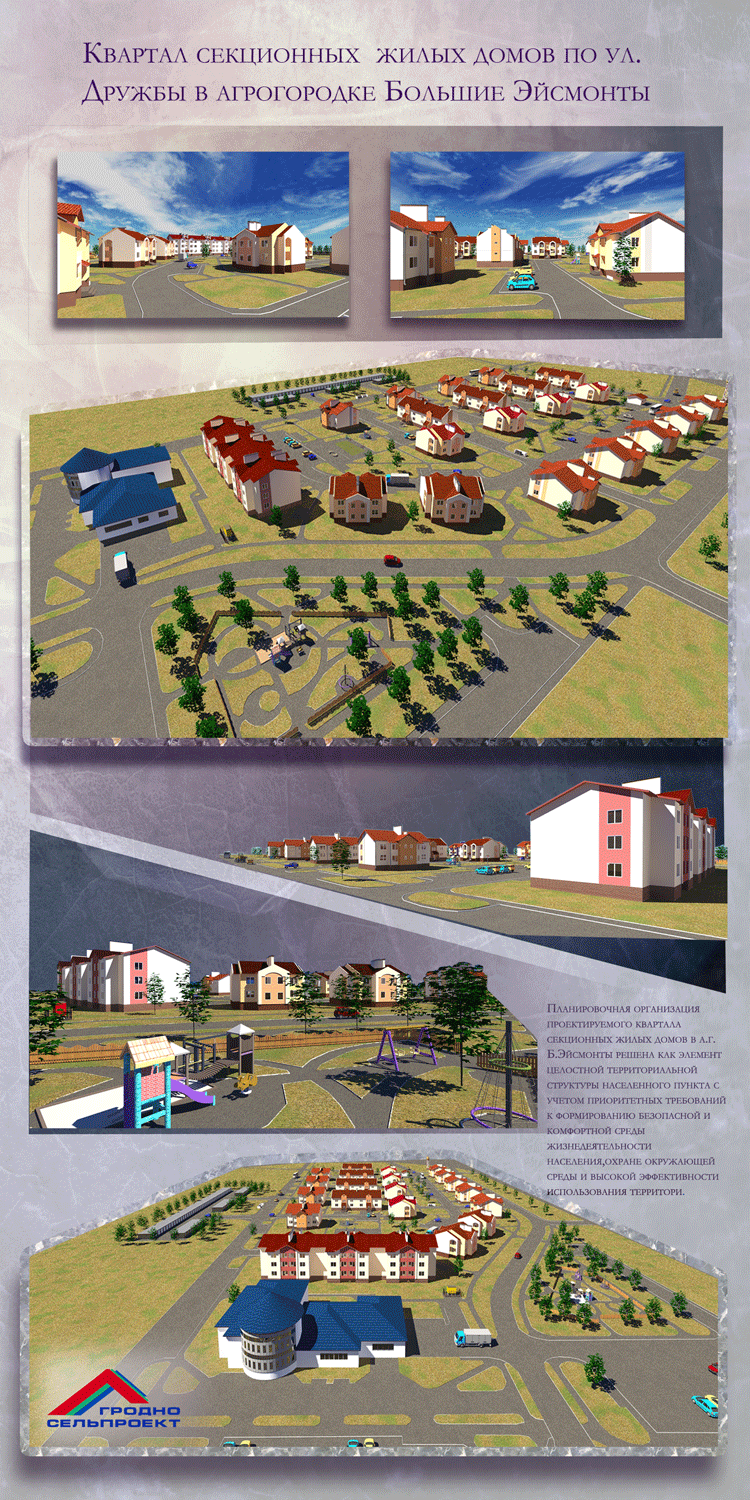 Квартал секционных жилых домов по ул.
Дружбы в агрогородке Большие Эйсмонты
Планировочная организация
проектируемого квартала
секционных жилых домов в а.г.
Б.Эйсмонты решена как элемент
целостной территориальной
структуры населенного пункта с
учетом приоритетных требований
к формированию безопасной и
комфортной среды
жизнедеятельности
населения,охране окружающей
среды и высокой эффективности
использования территори.
ГРОДНО
СЕЛЬПРОЕКТ